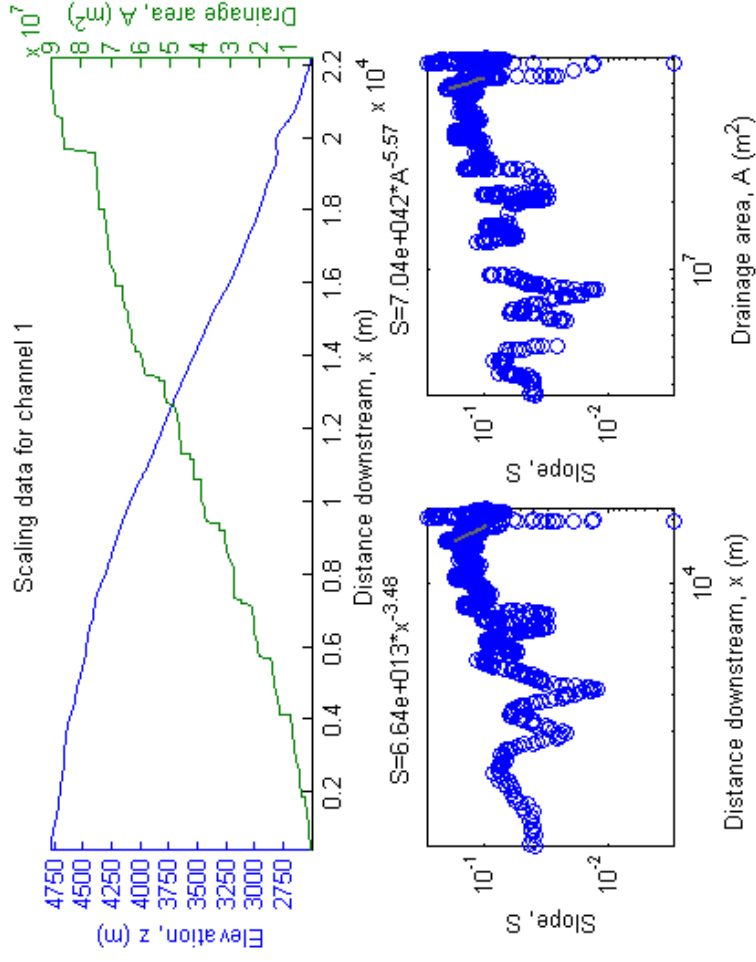 Scaling data for channel 1
Elevation, z (m)
4750
4500
4250
4000
3750
3500
3250
3000
2750
x 10^7
Drainage area, A (m^2)
9
8
7
6
5
4
3
2
1
0.2 0.4 0.6 0.8 1 1.2 1.4 1.6 1.8 2 2.2
x 10^4
Distance downstream, x (m)
S=6.64e+013*x^-3.48
Slope, S
10^-1
10^-2
10^4
Distance downstream, x (m)
S=7.04e+042*A^-5.57
Slope, S
10^-1
10^-2
10^7
Drainage area, A (m^2)